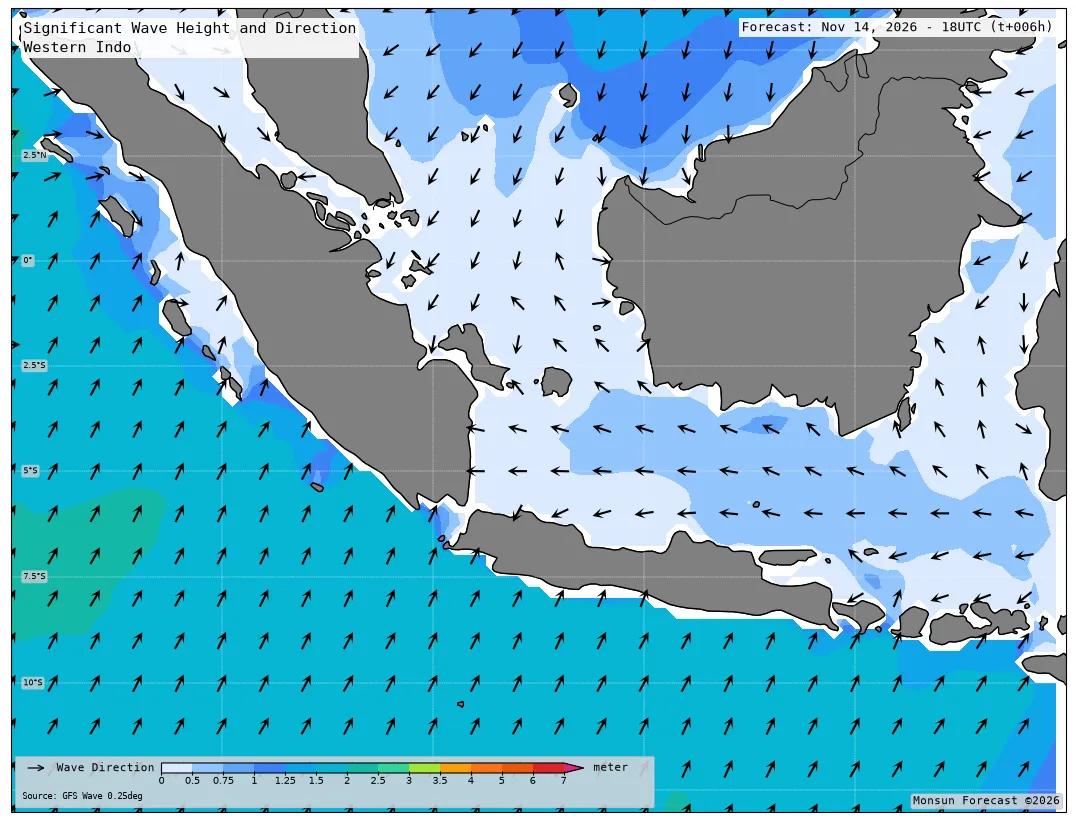 Significant Wave Height and Direction
Western Indo
Forecast: Nov 14, 2026 - 18UTC (t+006h)
2.5°N
0°
2.5°S
5°S
7.5°S
10°S
Wave Direction
0 0.5 0.75 1 1.25 1.5 2 2.5 3 3.5 4 5 6 7
meter
Source: GFS Wave 0.25deg
Monsun Forecast ©2026